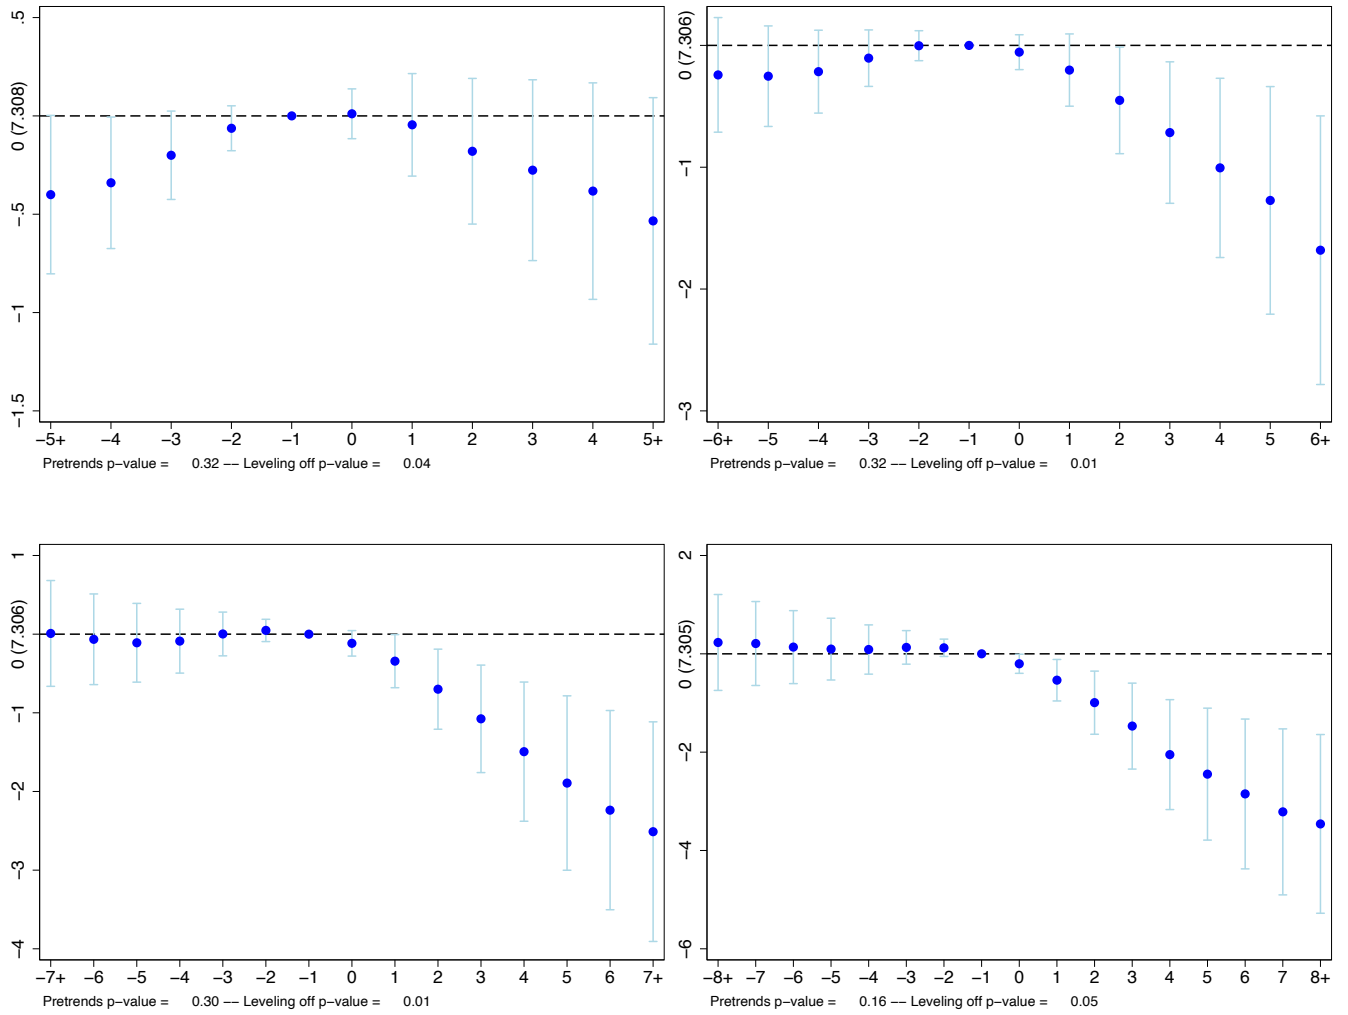 .5
0 (7.308)
−.5
−1
−1.5
−5+ −4 −3 −2 −1 0 1 2 3 4 5+
Pretrends p−value = 0.32 −− Leveling off p−value = 0.04
0 (7.306)
−1
−2
−3
−6+ −5 −4 −3 −2 −1 0 1 2 3 4 5 6+
Pretrends p−value = 0.32 −− Leveling off p−value = 0.01
1
0 (7.306)
−1
−2
−3
−4
−7+ −6 −5 −4 −3 −2 −1 0 1 2 3 4 5 6 7+
Pretrends p−value = 0.30 −− Leveling off p−value = 0.01
2
0 (7.305)
−2
−4
−6
−8+ −7 −6 −5 −4 −3 −2 −1 0 1 2 3 4 5 6 7 8+
Pretrends p−value = 0.16 −− Leveling off p−value = 0.05